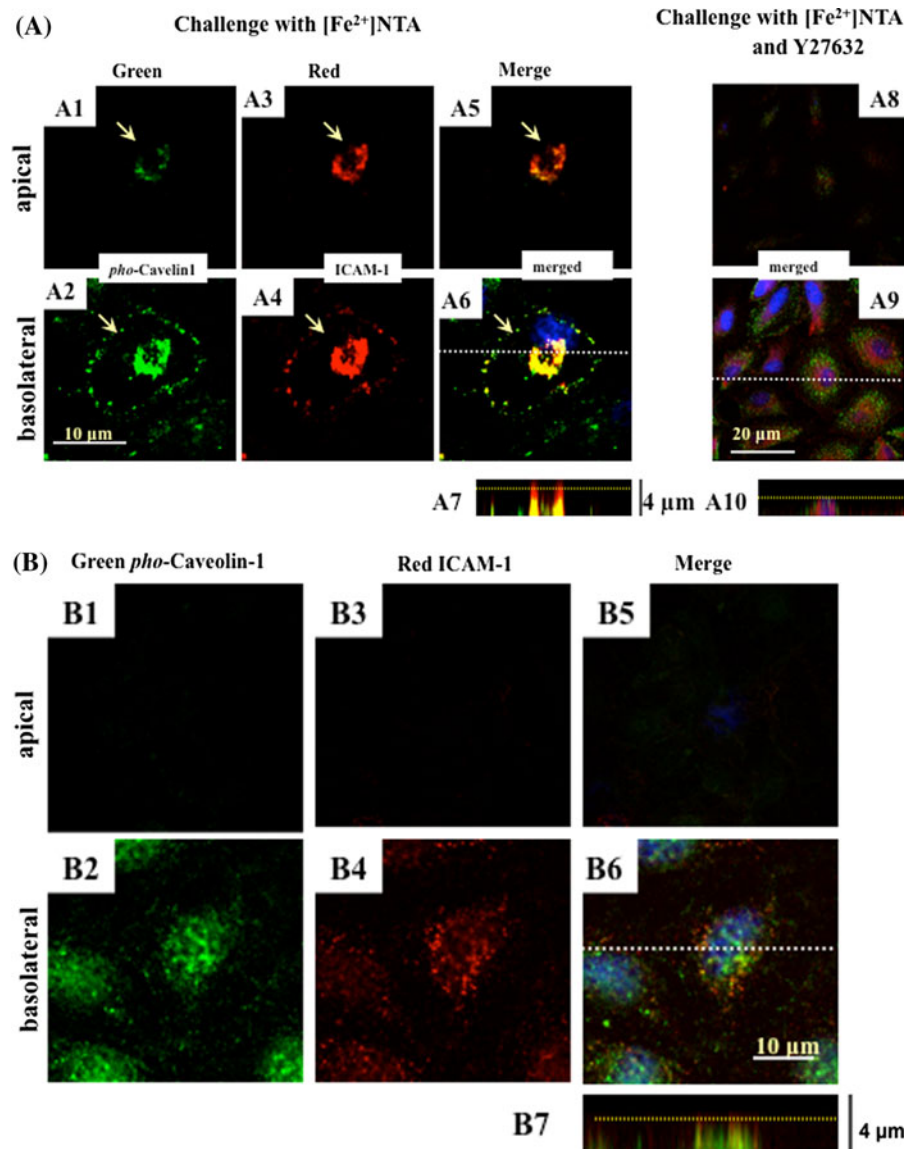 (A) Challenge with [Fe²⁺]NTA
Challenge with [Fe²⁺]NTA
and Y27632
Green Red Merge
apical
A1 A3 A5 A8
pho-Cavelin1 ICAM-1 merged merged
basolateral
A2 A4 A6 A9
10 µm 20 µm
A7 4 µm A10
(B) Green pho-Caveolin-1 Red ICAM-1 Merge
apical
B1 B3 B5
basolateral
B2 B4 B6
10 µm
B7 4 µm